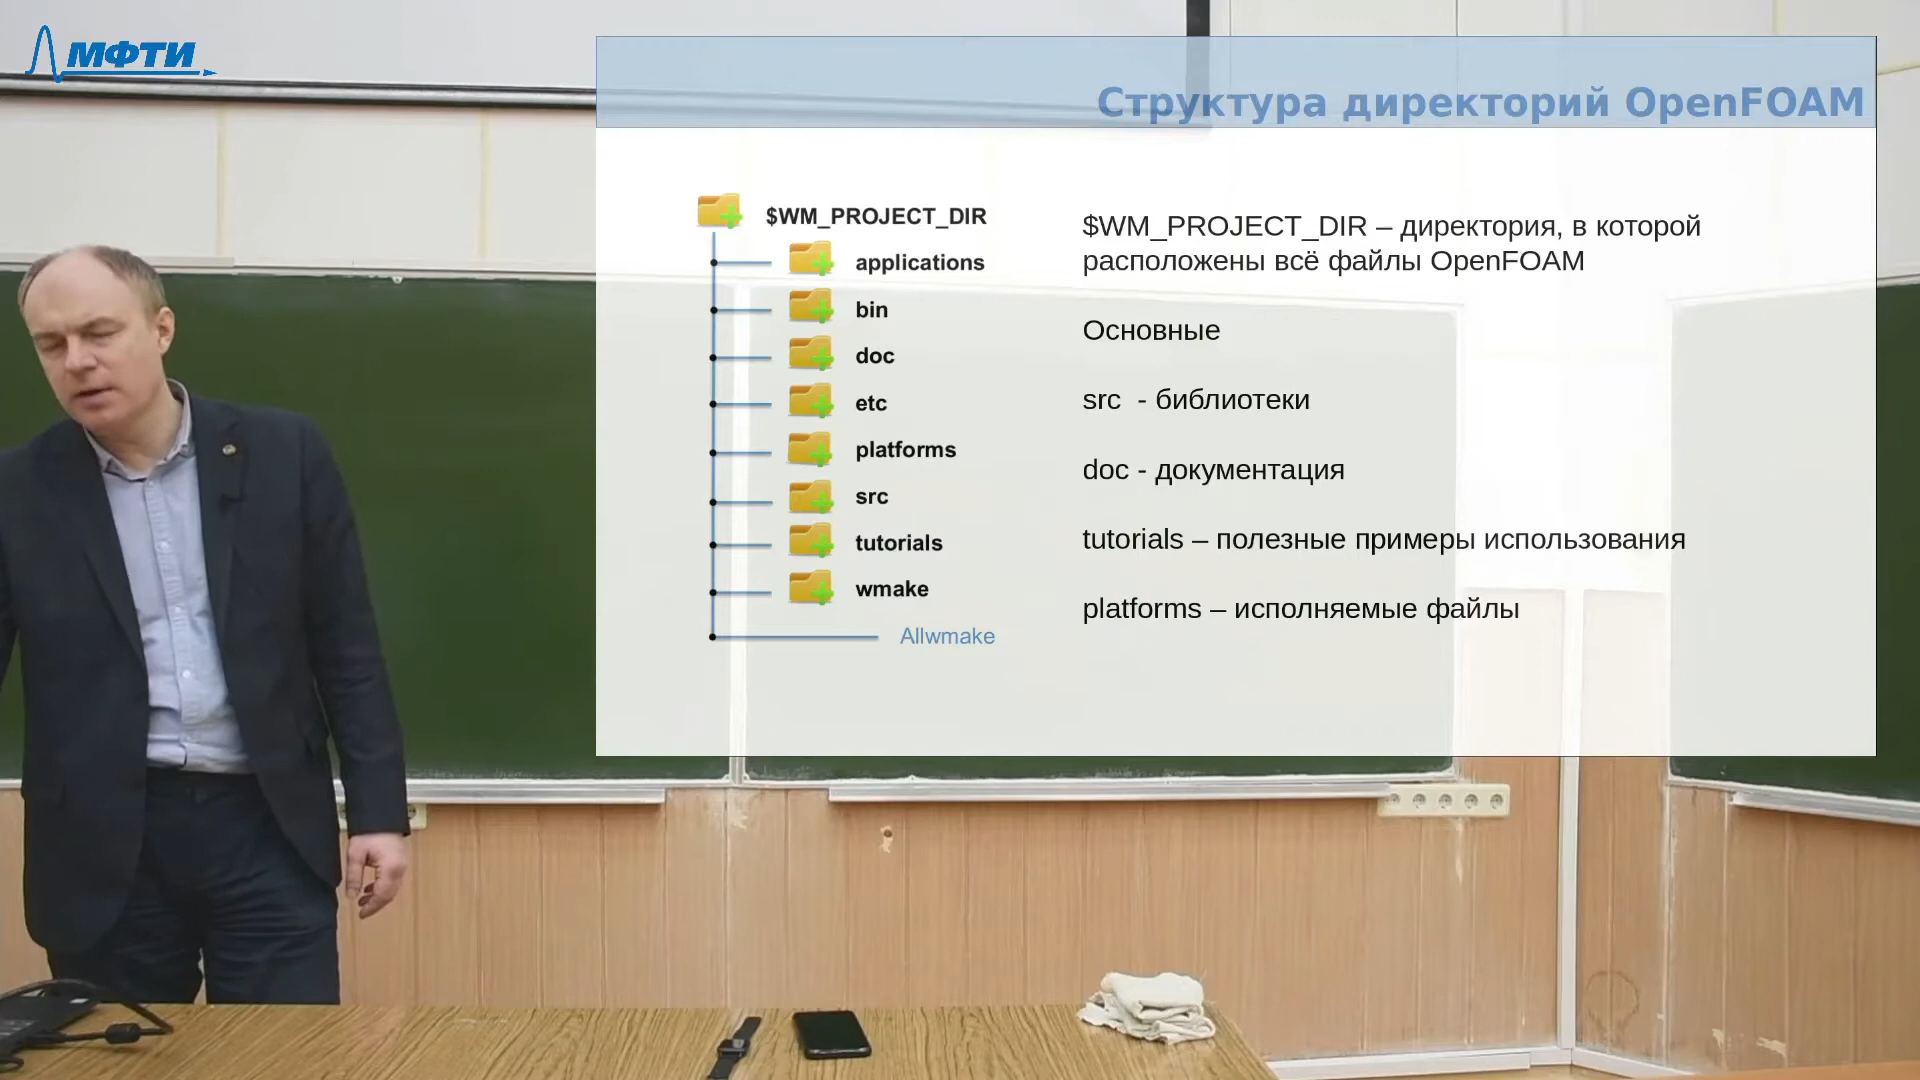 МФТИ
Структура директорий OpenFOAM
$WM_PROJECT_DIR
applications
bin
doc
etc
platforms
src
tutorials
wmake
Allwmake
$WM_PROJECT_DIR – директория, в которой
расположены всё файлы OpenFOAM
Основные
src - библиотеки
doc - документация
tutorials – полезные примеры использования
platforms – исполняемые файлы